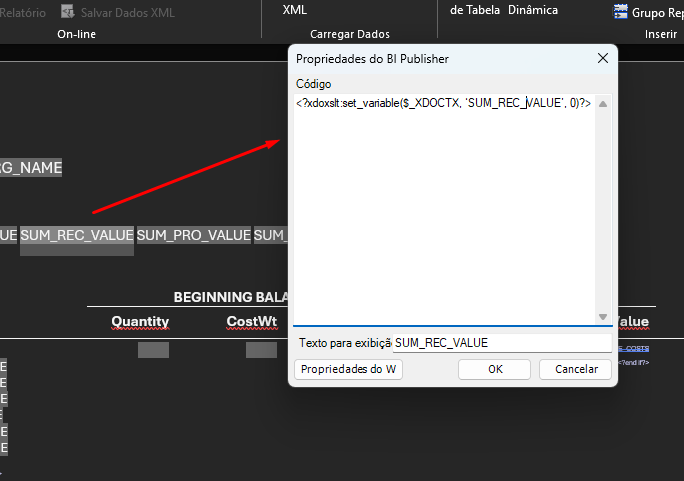 Relatório Salvar Dados XML XML de Tabela Dinâmica Grupo Rep
On-line Carregar Dados Inserir
Propriedades do BI Publisher
Código
<?xdoxslt:set_variable($_XDOCTX, 'SUM_REC_VALUE', 0)?>
RG_NAME
UE SUM_REC_VALUE SUM_PRO_VALUE SUM_
BEGINNING BALA
Quantity CostWt Value
Texto para exibição SUM_REC_VALUE
S-COSTS
<?end if?>
Propriedades do W OK Cancelar
E
E
E
E
E
E